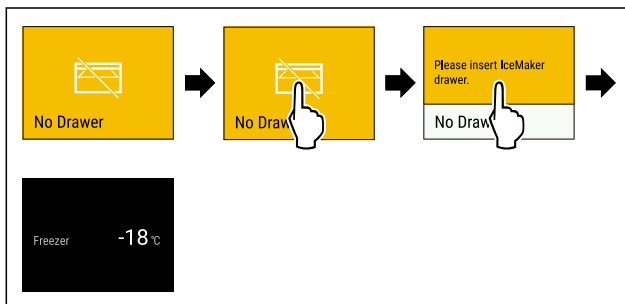 No Drawer
No Draw
Please insert IceMaker
drawer.
No Draw
Freezer -18 °C